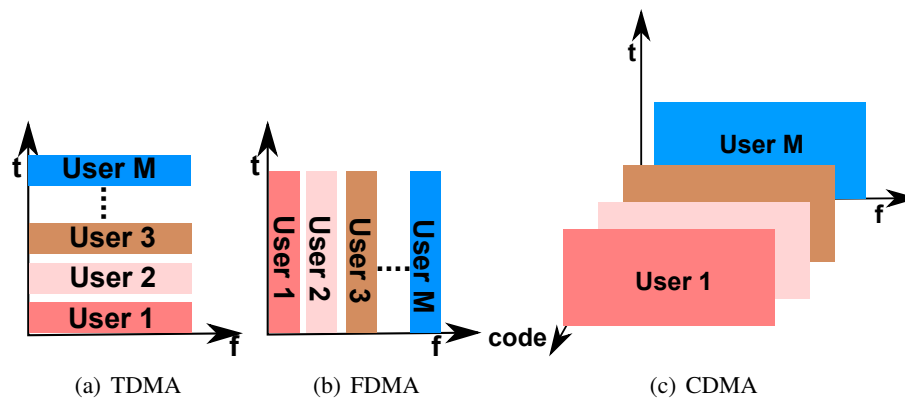 t
User M
User 3
User 2
User 1
f
(a) TDMA
t
User 1
User 2
User 3
User M
f
(b) FDMA
t
User M
f
User 1
code
(c) CDMA